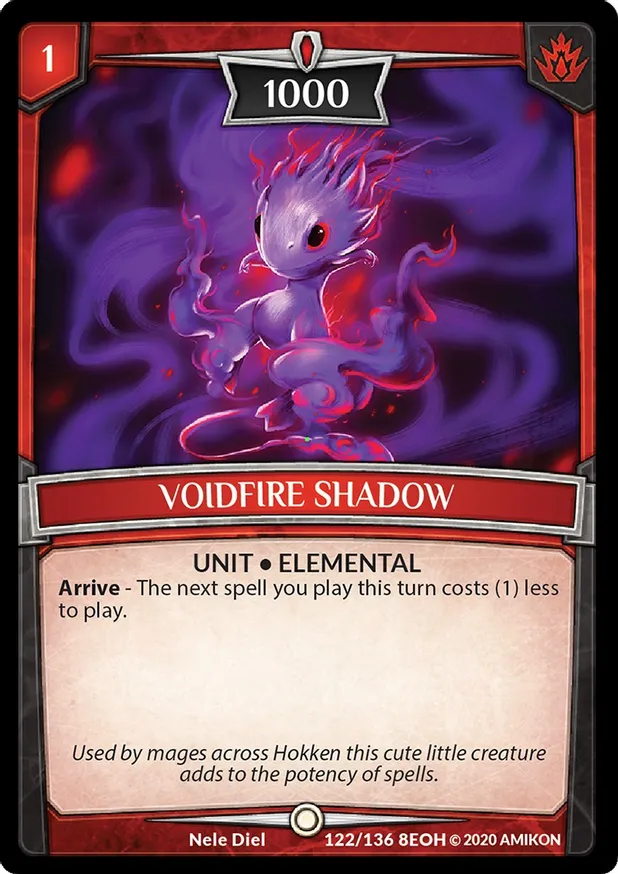 1
1000
VOIDFIRE SHADOW
UNIT • ELEMENTAL
Arrive - The next spell you play this turn costs (1) less
to play.
Used by mages across Hokken this cute little creature
adds to the potency of spells.
Nele Diel 122/136 8EOH © 2020 AMIKON